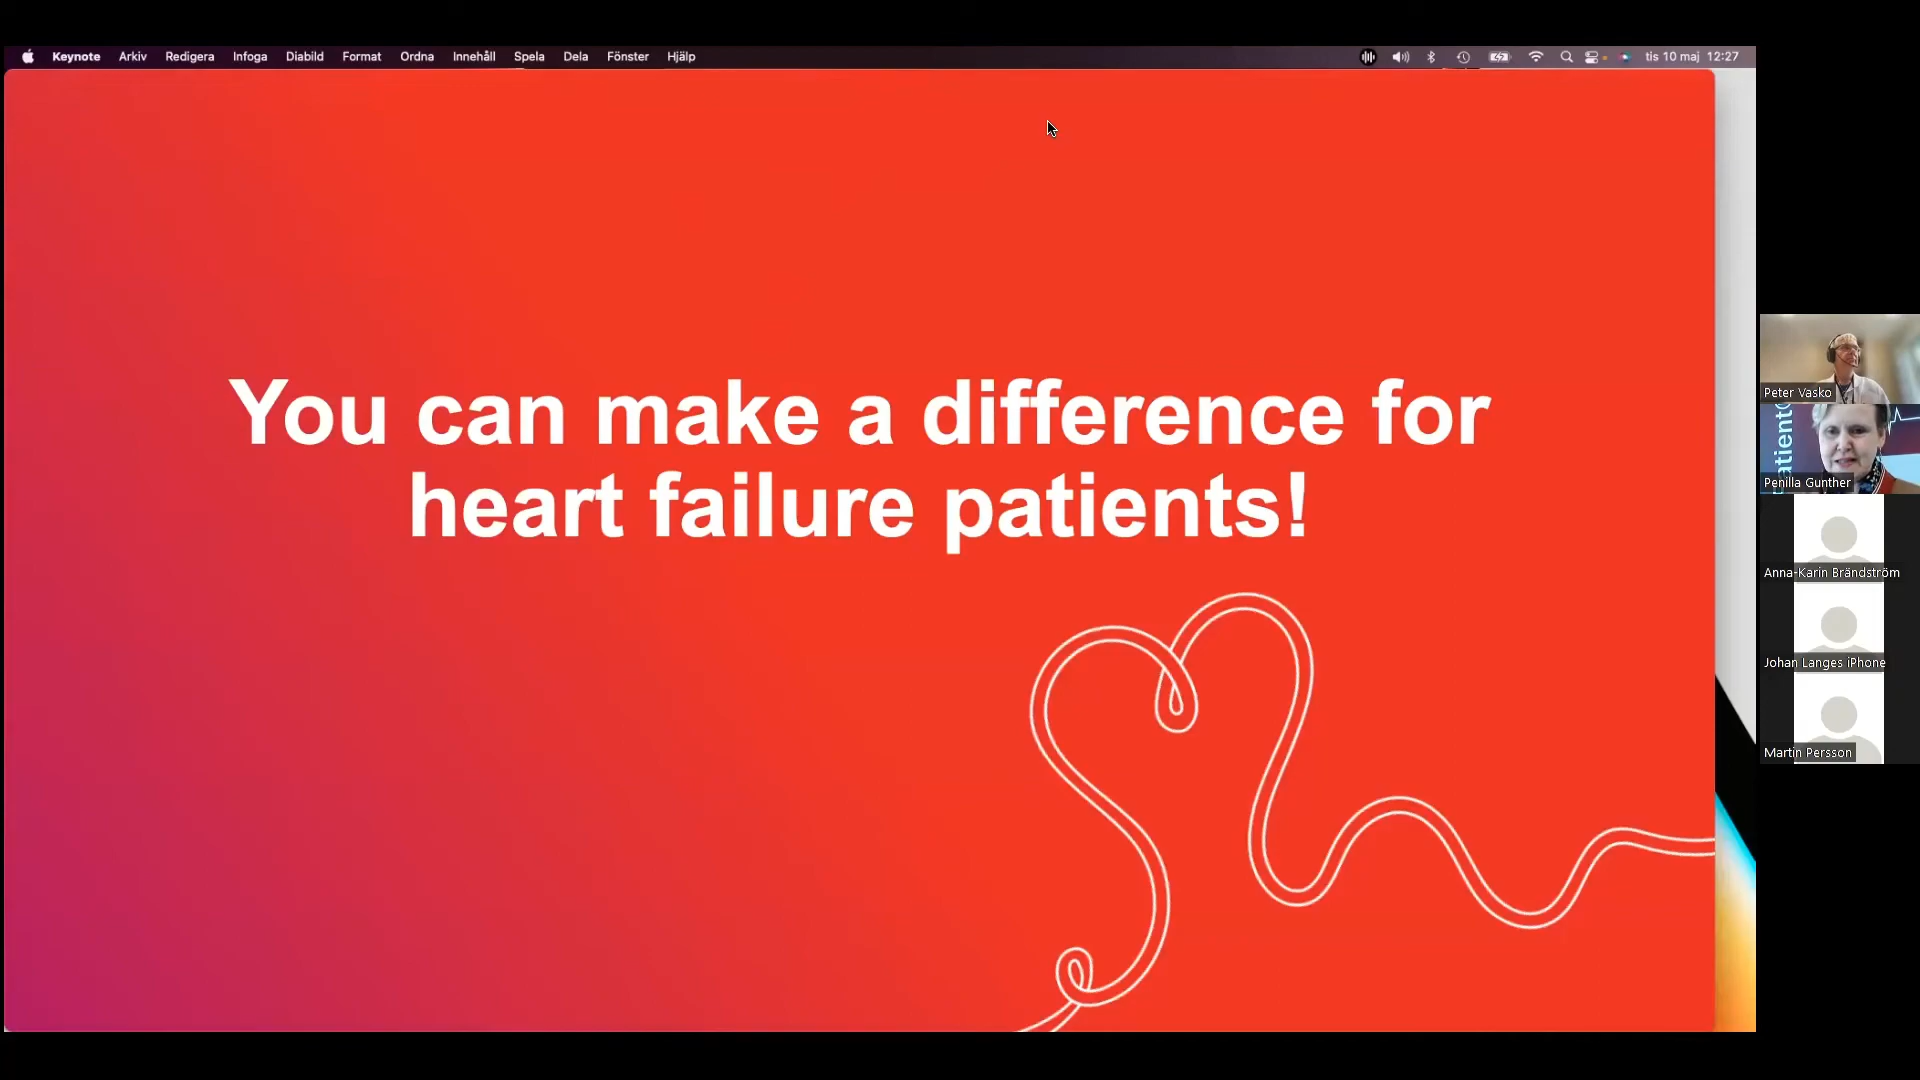 Keynote Arkiv Redigera Infoga Diabild Format Ordna Innehåll Spela Dela Fönster Hjälp
tis 10 maj 12:27
You can make a difference for
heart failure patients!
Peter Vasko
Penilla Gunther
Anna-Karin Brändström
Johan Langes iPhone
Martin Persson